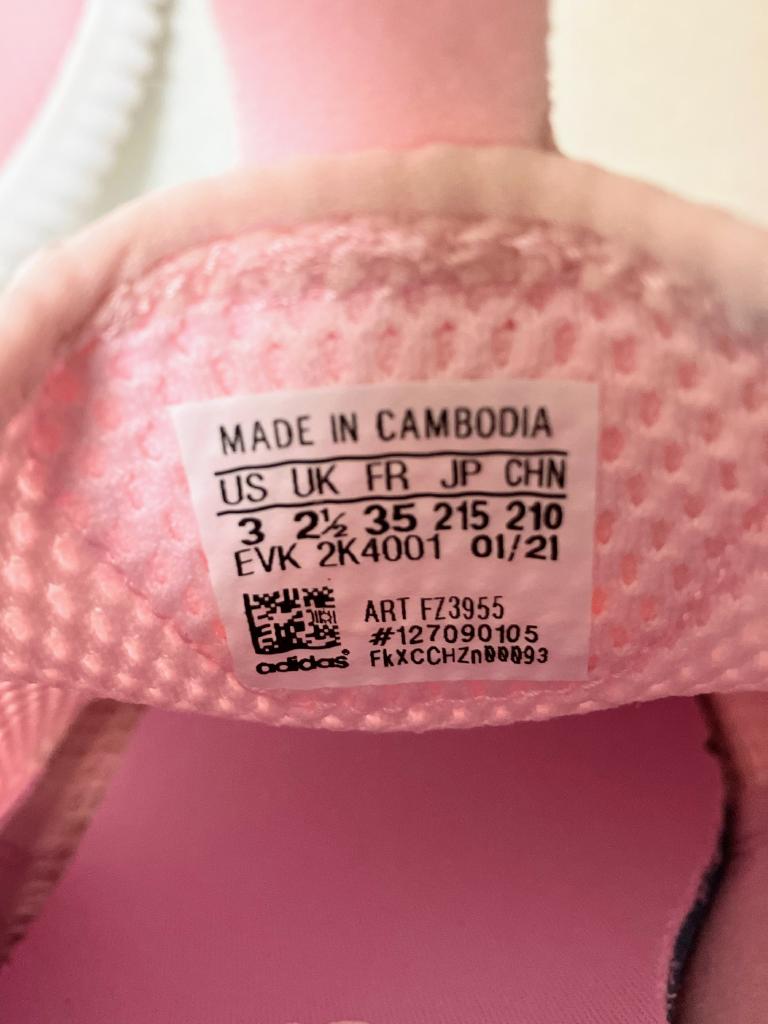 MADE IN CAMBODIA
US UK FR JP CHN
3 2½ 35 215 210
EVK 2K4001 01/21
ART FZ3955
#127090105
adidas® FkXCCHZn00093